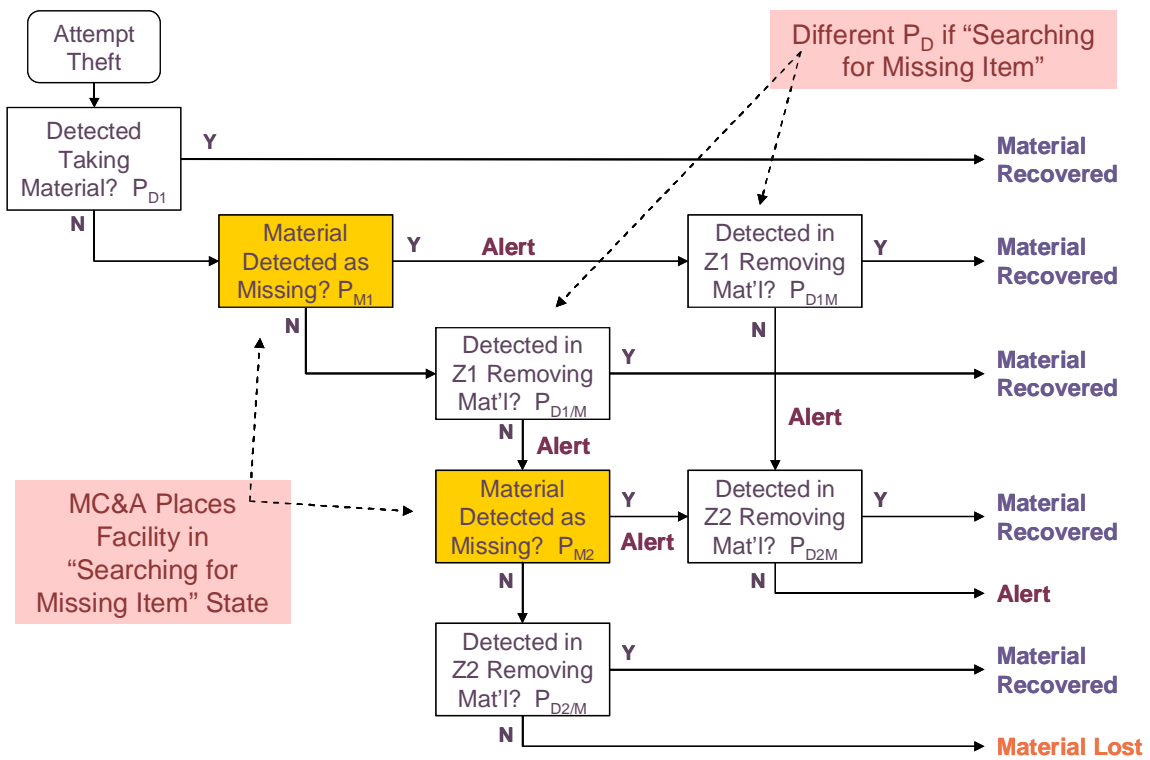 Attempt
Theft
Different P_D if “Searching
for Missing Item”
Detected
Taking
Material? P_D1
Y
Material
Recovered
N
Material
Detected as
Missing? P_M1
Y
Alert
Detected in
Z1 Removing
Mat'l? P_D1M
Y
Material
Recovered
N
N
Detected in
Z1 Removing
Mat'l? P_D1/M
Y
Material
Recovered
N
Alert
Alert
MC&A Places
Facility in
“Searching for
Missing Item” State
Material
Detected as
Missing? P_M2
Y
Alert
Detected in
Z2 Removing
Mat'l? P_D2M
Y
Material
Recovered
N
N
Alert
Detected in
Z2 Removing
Mat'l? P_D2/M
Y
Material
Recovered
N
Material Lost